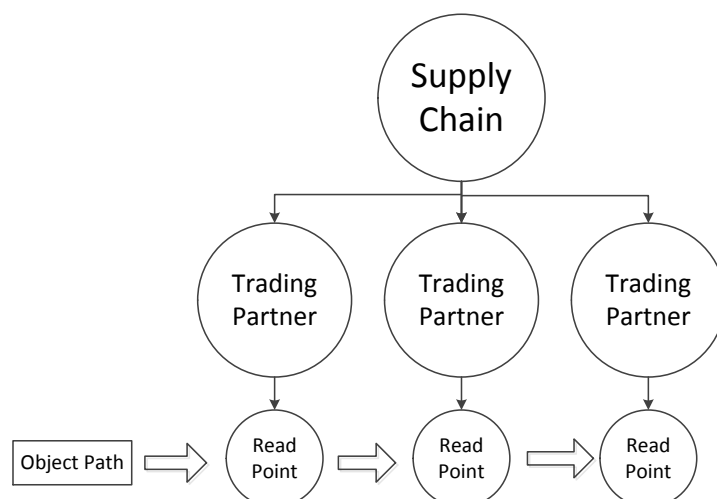 Supply
Chain
Trading
Partner
Trading
Partner
Trading
Partner
Object Path
Read
Point
Read
Point
Read
Point